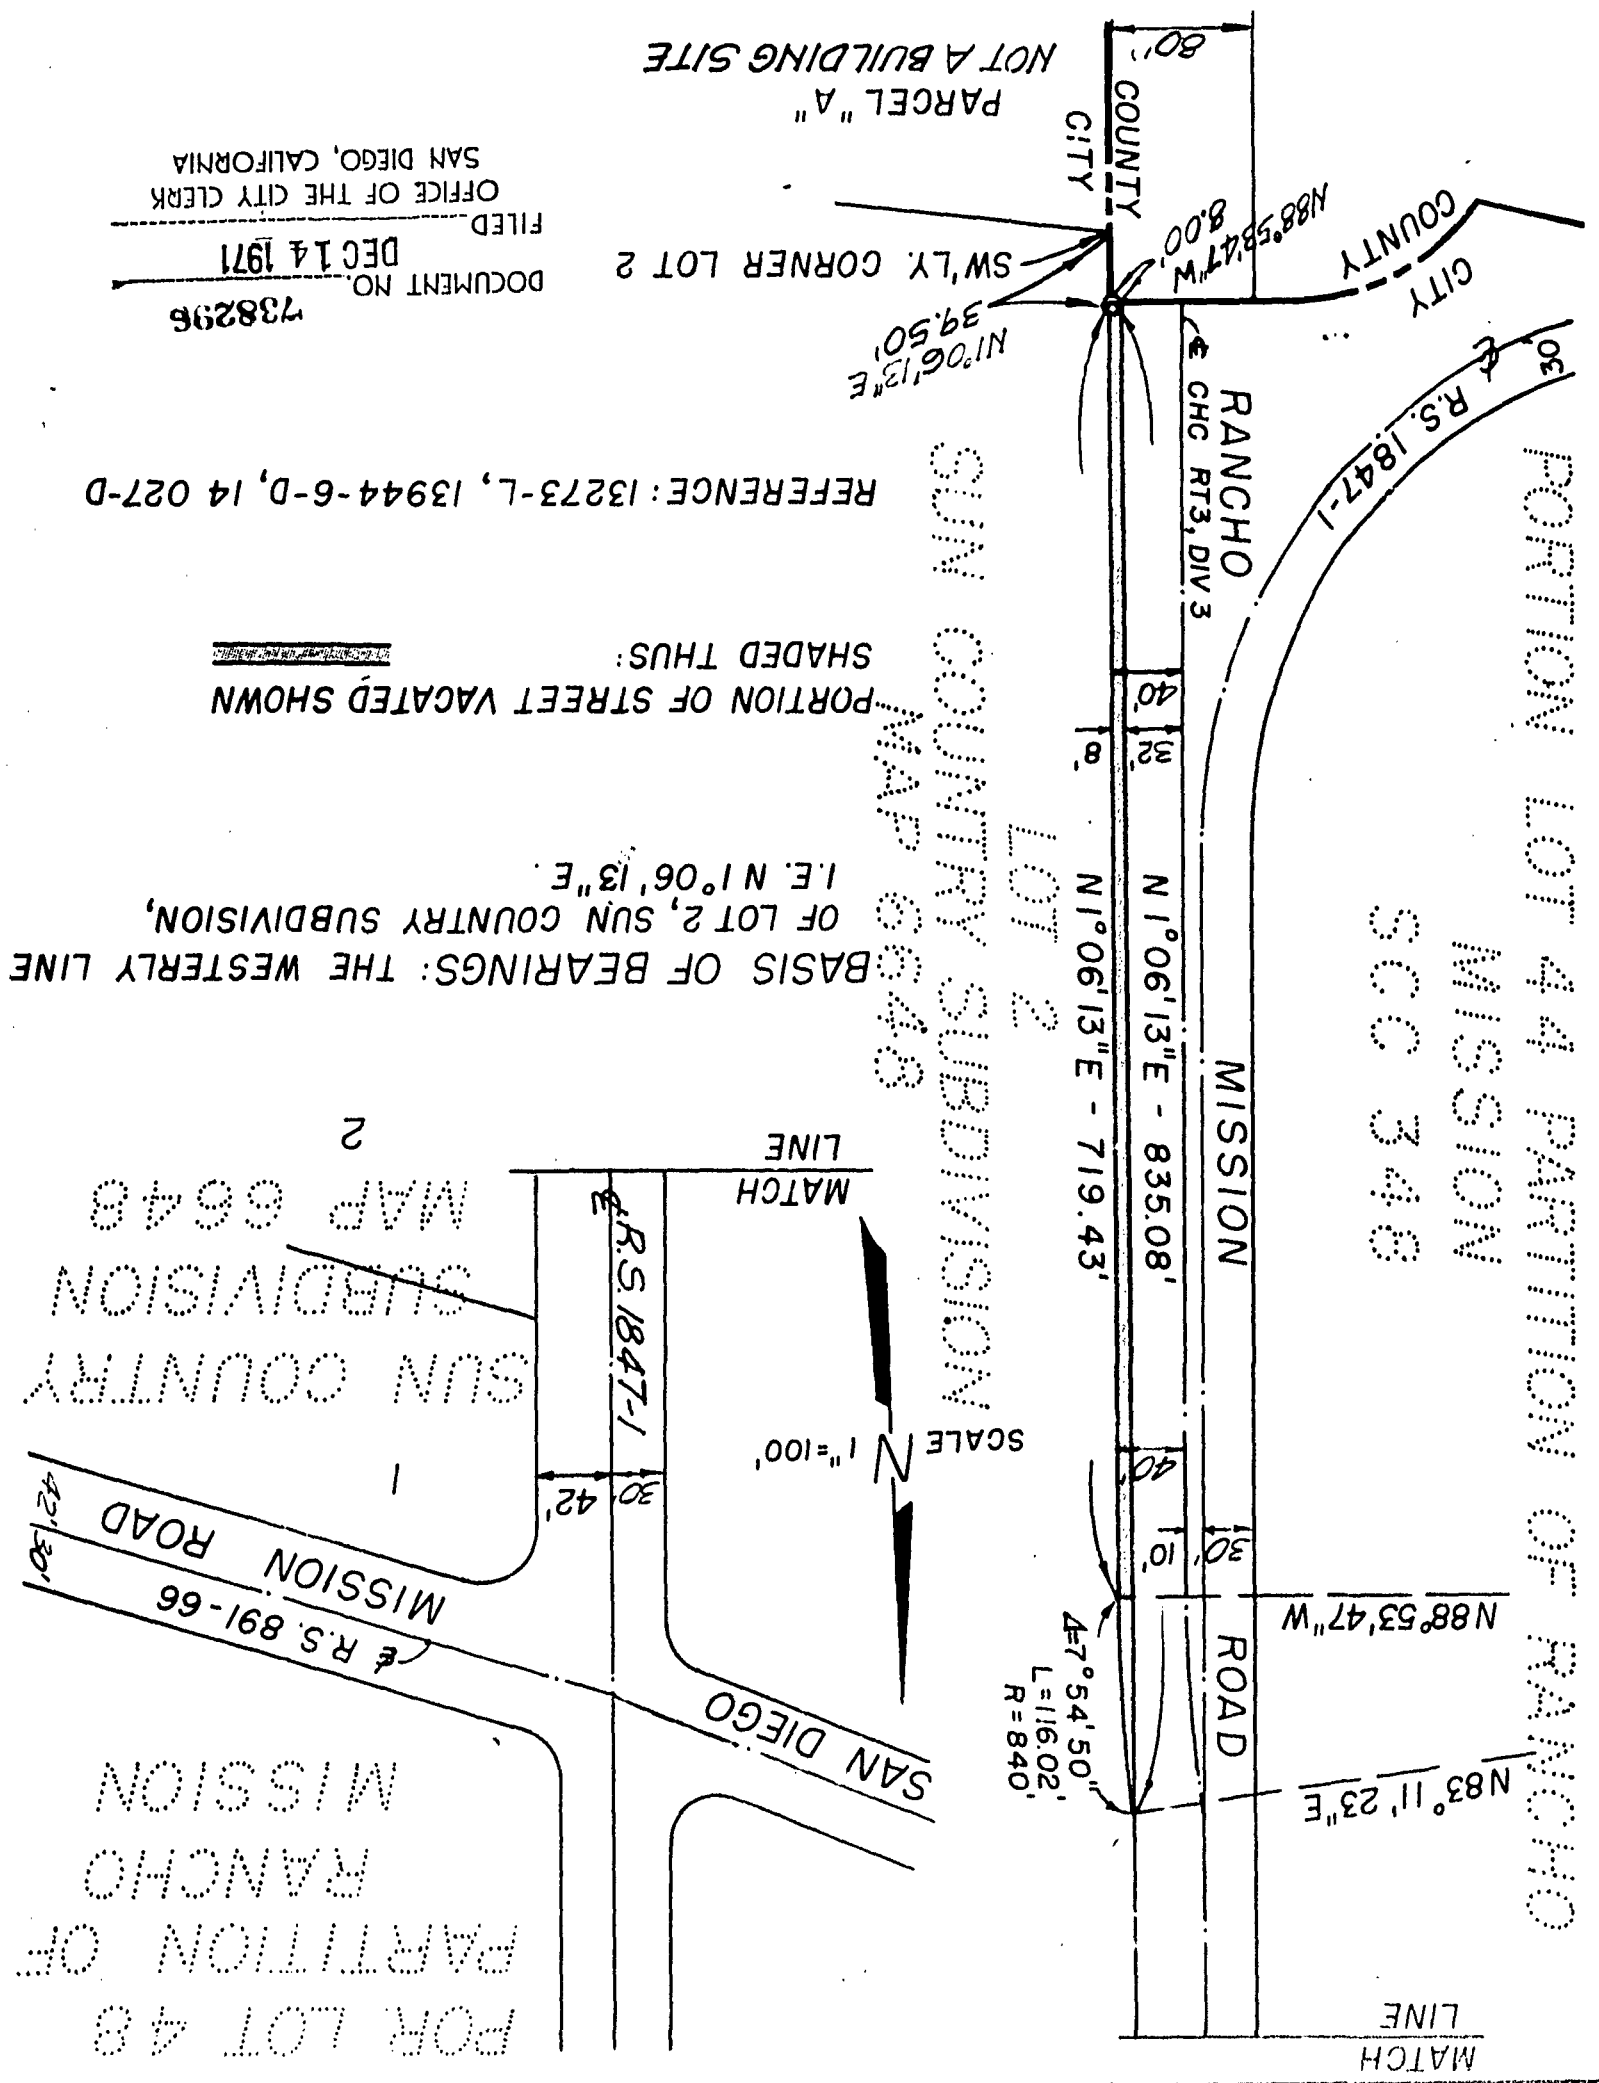 MATCH
LINE
PORTION LOT 44 PARTITION OF RANCHO
MISSION
SCC 348
N83°11'23"E
N88°53'47"W
Δ=7°54'50"
L=116.02'
R=840'
ROAD
30'
10'
40'
MISSION
N 1°06'13"E - 835.08'
N 1°06'13"E - 719.43'
32'
8'
40'
RANCHO
℄ CHC RT3, DIV 3
℄ R.S. 1847-1
30'
CITY
COUNTY
N88°53'47"W
8.00'
80'
COUNTY
CITY
LOT 2
SUN COUNTRY SUBDIVISION
MAP 6648
POR. LOT 48
PARTITION OF
RANCHO
MISSION
SAN DIEGO
MISSION ROAD
℄ R.S. 891-66
42'
30'
30'
42'
℄ R.S. 1847-1
1
SUN COUNTRY
SUBDIVISION
MAP 6648
2
MATCH
LINE
SCALE N 1"=100'
BASIS OF BEARINGS: THE WESTERLY LINE
OF LOT 2, SUN COUNTRY SUBDIVISION,
I.E. N 1°06'13"E.
PORTION OF STREET VACATED SHOWN
SHADED THUS:
REFERENCE: 13273-L, 13944-6-D, 14 027-D
N1°06'13"E
39.50'
SW'LY. CORNER LOT 2
738296
DOCUMENT NO.
DEC 14 1971
FILED
OFFICE OF THE CITY CLERK
SAN DIEGO, CALIFORNIA
PARCEL "A"
NOT A BUILDING SITE